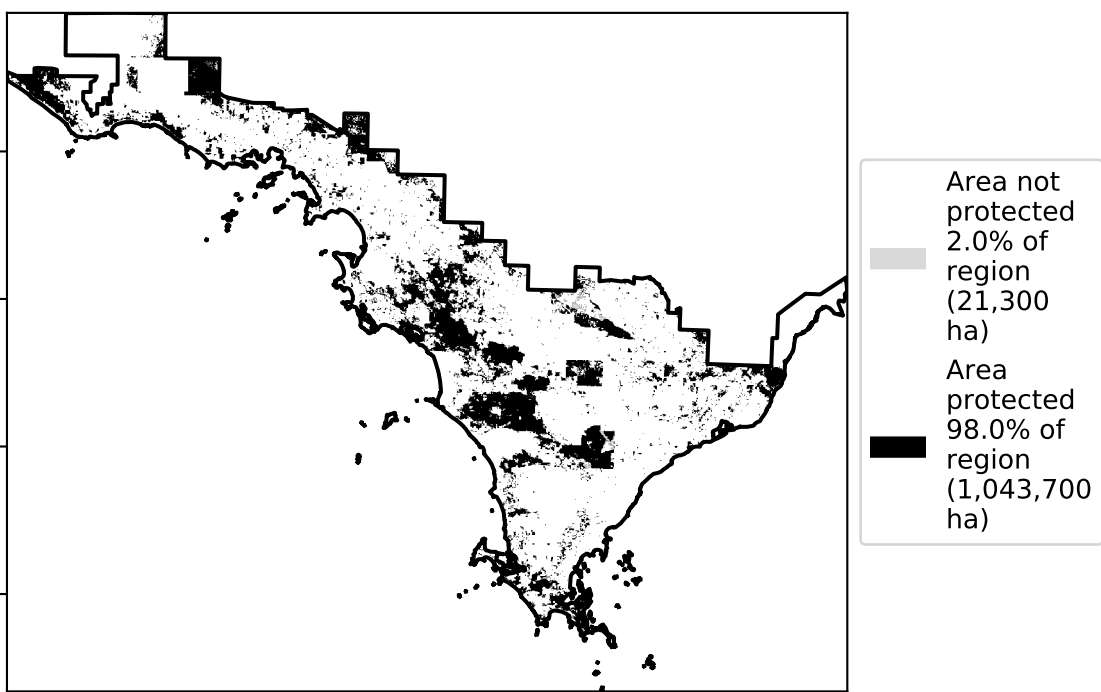 Area not
protected
2.0% of
region
(21,300
ha)
Area
protected
98.0% of
region
(1,043,700
ha)